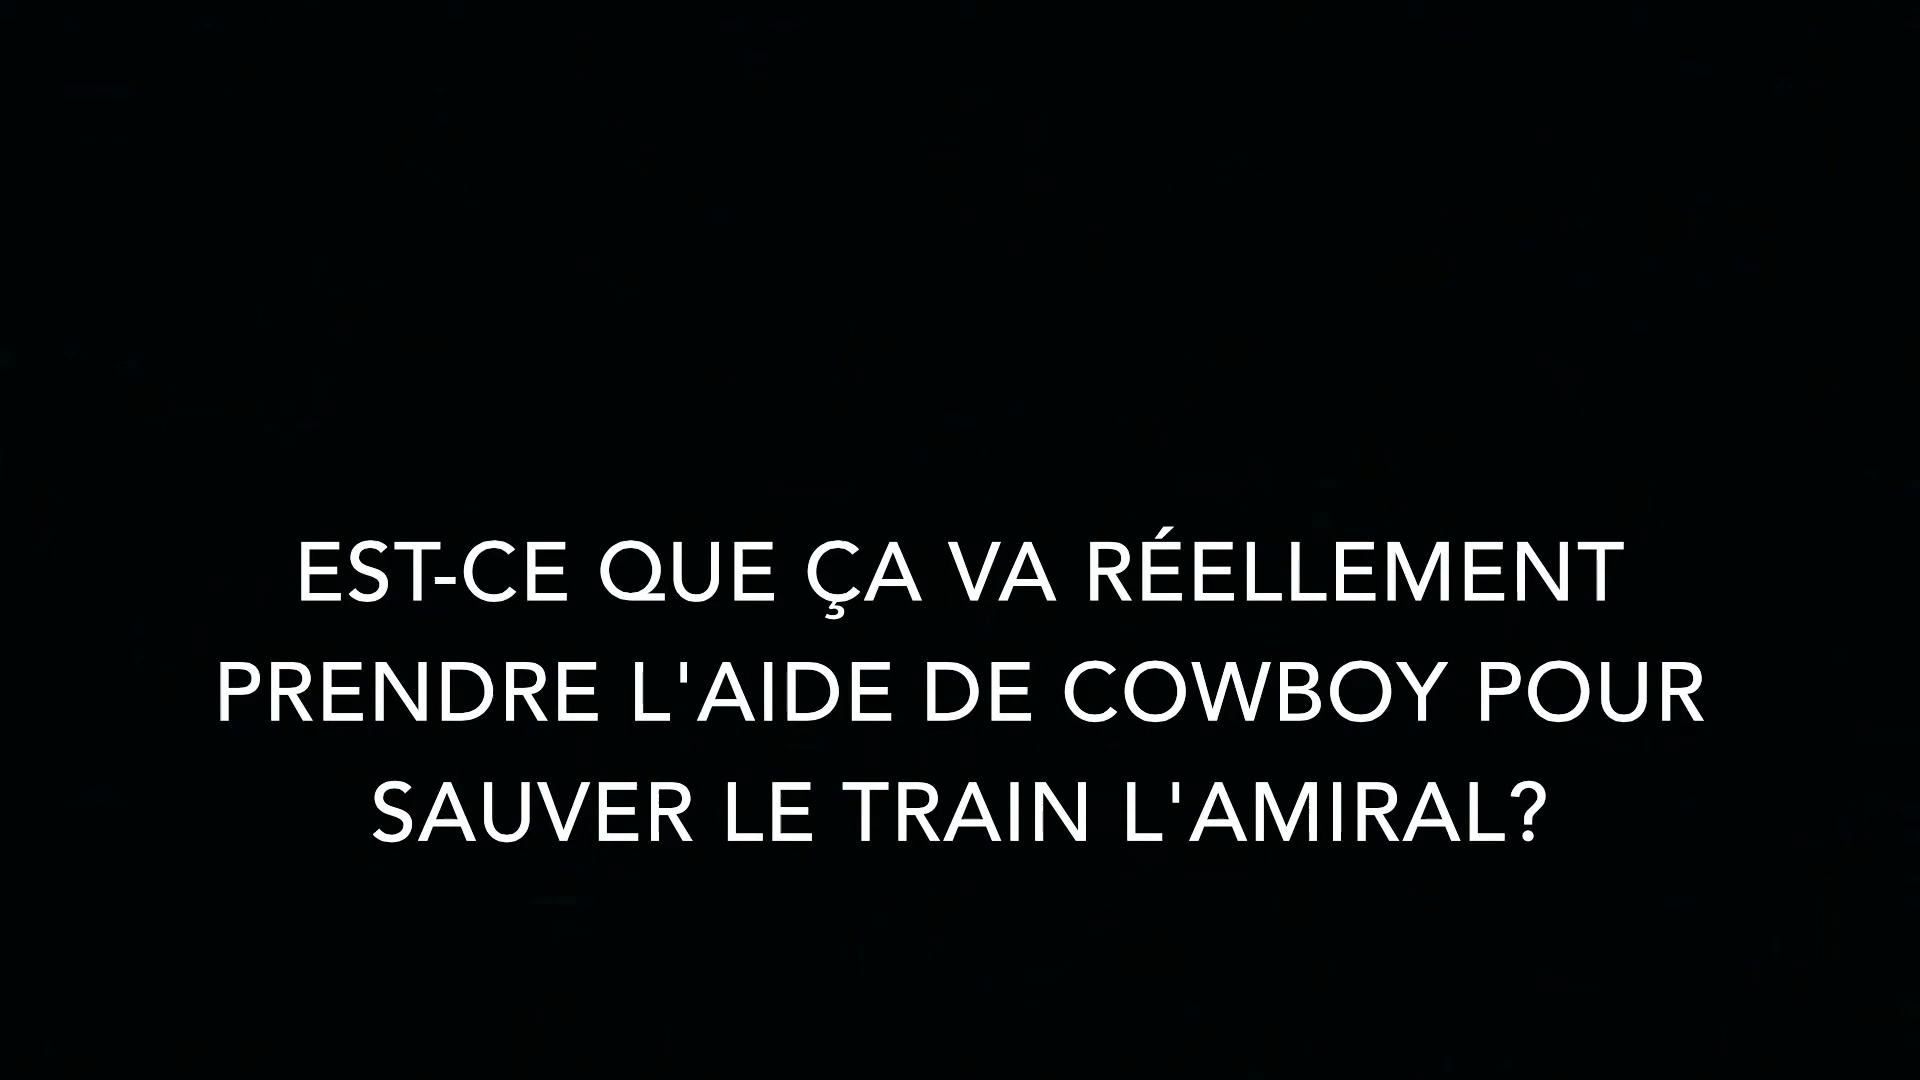 EST-CE QUE ÇA VA RÉELLEMENT
PRENDRE L'AIDE DE COWBOY POUR
SAUVER LE TRAIN L'AMIRAL?